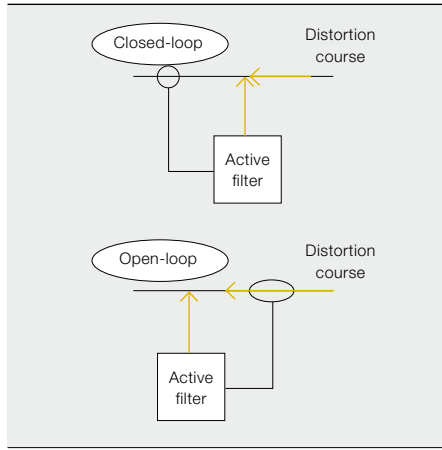 Closed-loop
Distortion
course
Active
filter
Open-loop
Distortion
course
Active
filter